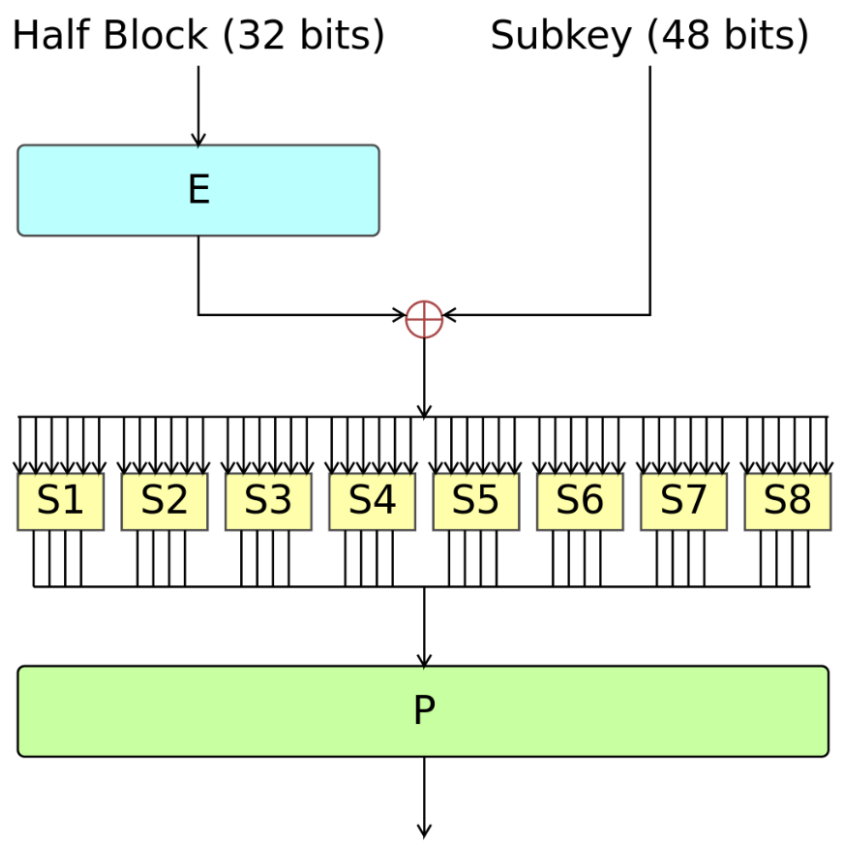 Half Block (32 bits)
Subkey (48 bits)
E
S1
S2
S3
S4
S5
S6
S7
S8
P